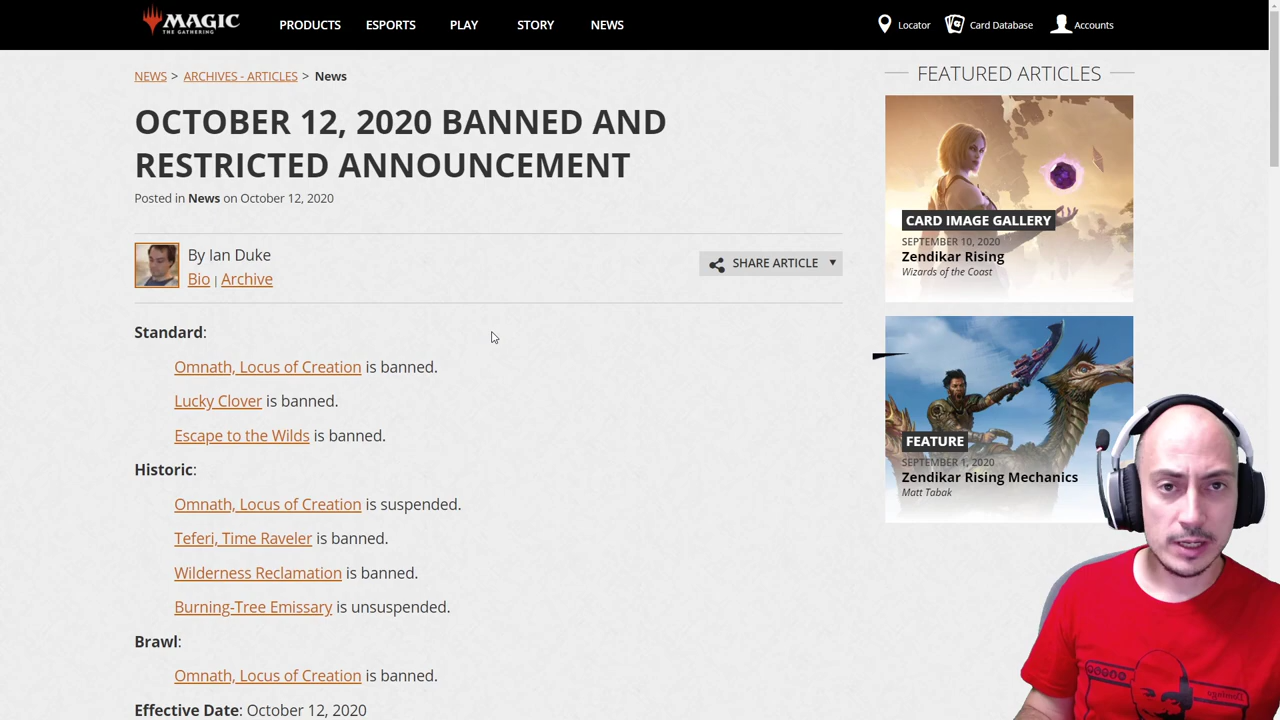 MAGIC
THE GATHERING
PRODUCTS ESPORTS PLAY STORY NEWS
Locator Card Database Accounts
NEWS > ARCHIVES - ARTICLES > News
OCTOBER 12, 2020 BANNED AND
RESTRICTED ANNOUNCEMENT
Posted in News on October 12, 2020
By Ian Duke
Bio | Archive
SHARE ARTICLE ▼
Standard:
Omnath, Locus of Creation is banned.
Lucky Clover is banned.
Escape to the Wilds is banned.
Historic:
Omnath, Locus of Creation is suspended.
Teferi, Time Raveler is banned.
Wilderness Reclamation is banned.
Burning-Tree Emissary is unsuspended.
Brawl:
Omnath, Locus of Creation is banned.
Effective Date: October 12, 2020
FEATURED ARTICLES
CARD IMAGE GALLERY
SEPTEMBER 10, 2020
Zendikar Rising
Wizards of the Coast
FEATURE
SEPTEMBER 1, 2020
Zendikar Rising Mechanics
Matt Tabak